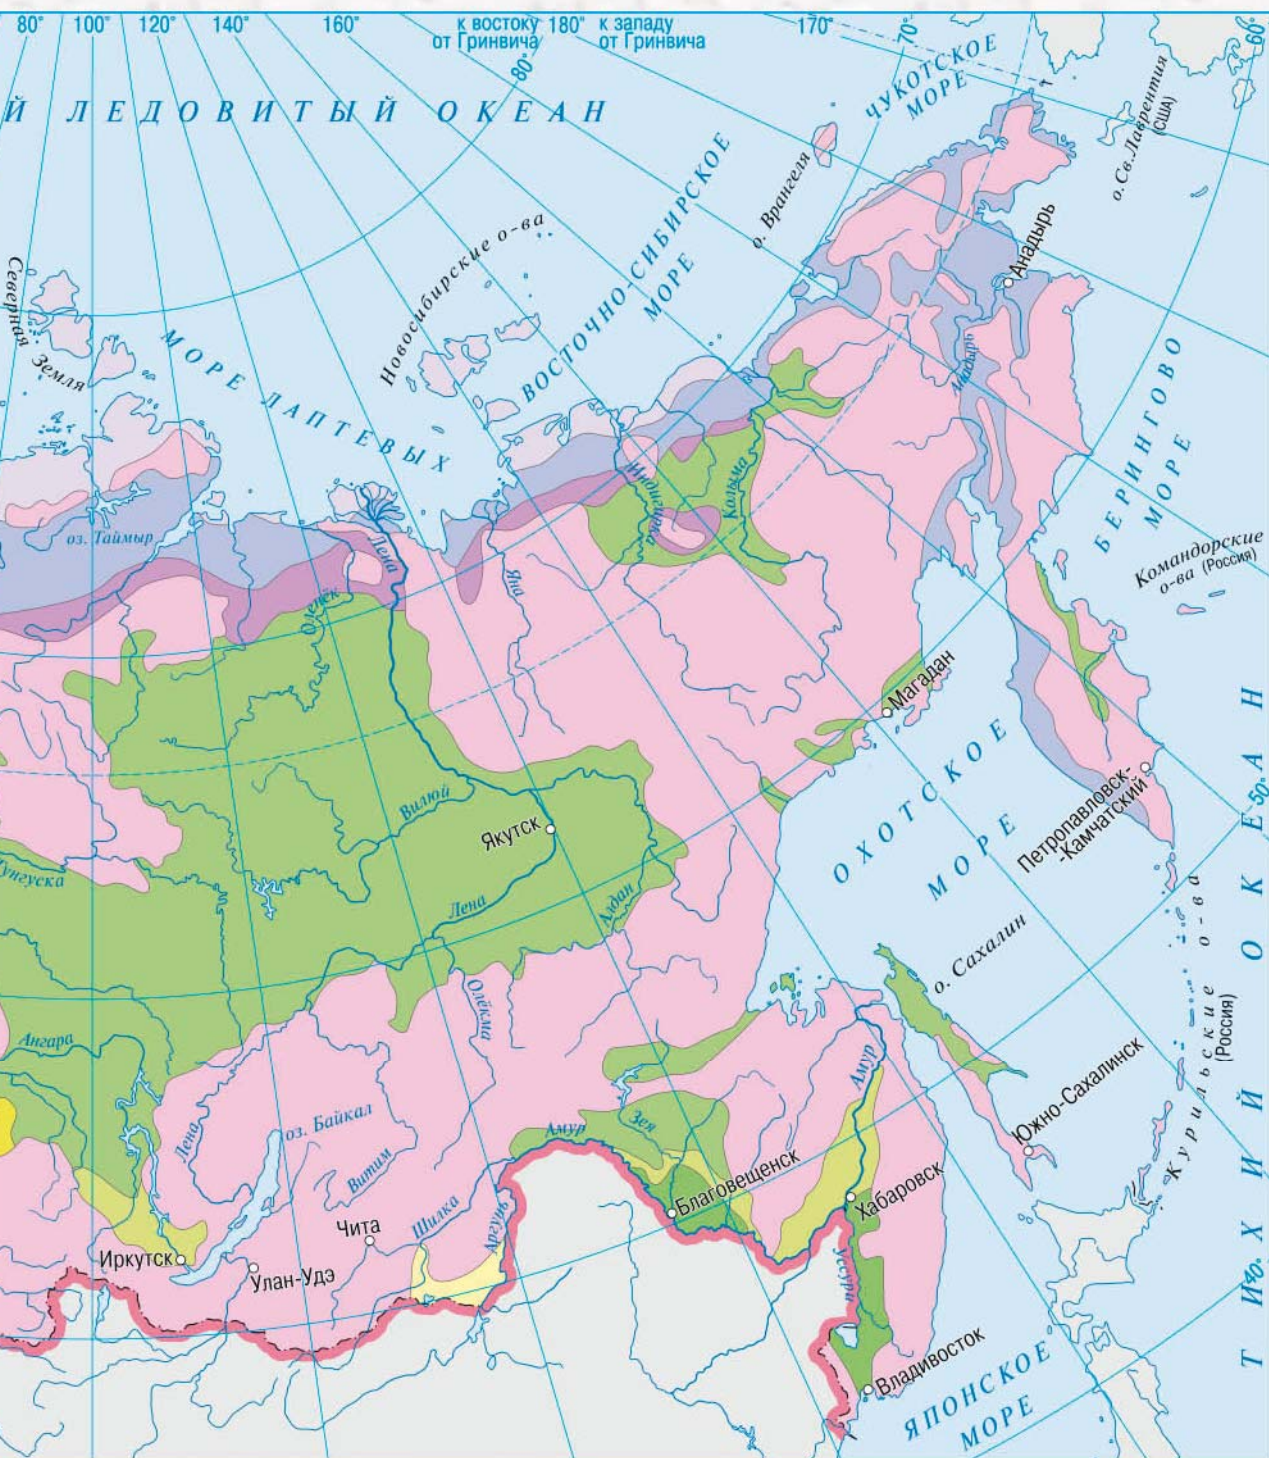 80° 100° 120° 140° 160° к востоку 180° к западу 170° 70° 60°
от Гринвича от Гринвича
80°
Й ЛЕДОВИТЫЙ ОКЕАН
ЧУКОТСКОЕ
МОРЕ
о. Св. Лаврентия
(США)
о. Врангеля
Анадырь
Северная
Земля
Новосибирские о-ва
ВОСТОЧНО-СИБИРСКОЕ
МОРЕ
МОРЕ ЛАПТЕВЫХ
Анадырь
БЕРИНГОВО
МОРЕ
оз. Таймыр
Лена
Индигирка
Колыма
Яна
Оленёк
Командорские
о-ва (Россия)
Магадан
ОХОТСКОЕ
МОРЕ
Петропавловск-
-Камчатский
50°
Вилюй
Якутск
Тунгуска
Лена
Алдан
о. Сахалин
Курильские о-ва
(Россия)
Олёкма
Ангара
Амур
Южно-Сахалинск
Лена
оз. Байкал
Витим
Амур
Зея
Благовещенск
Хабаровск
Шилка
Аргунь
Чита
Иркутск
Улан-Удэ
Уссури
Владивосток
ЯПОНСКОЕ
МОРЕ
40°
ТИХИЙ ОКЕАН